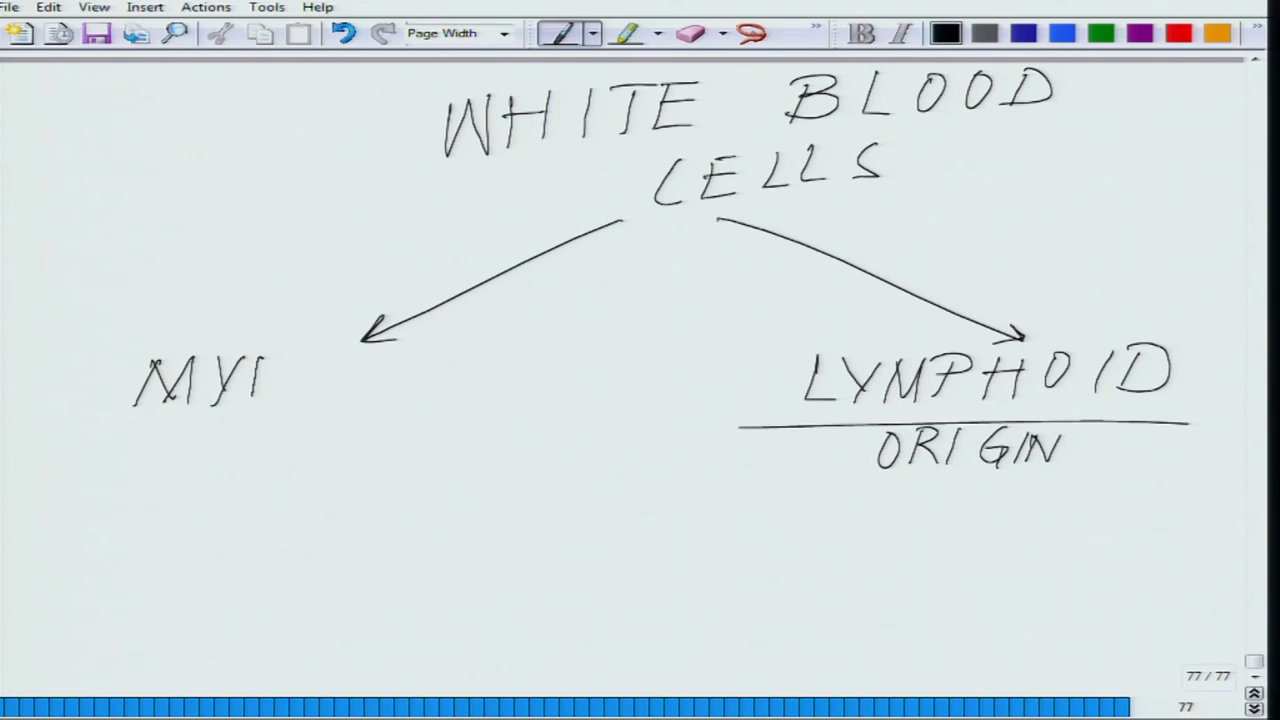 File Edit View Insert Actions Tools Help
Page Width B I
WHITE BLOOD
CELLS
MYI LYMPHOID
ORIGIN
77 / 77
77